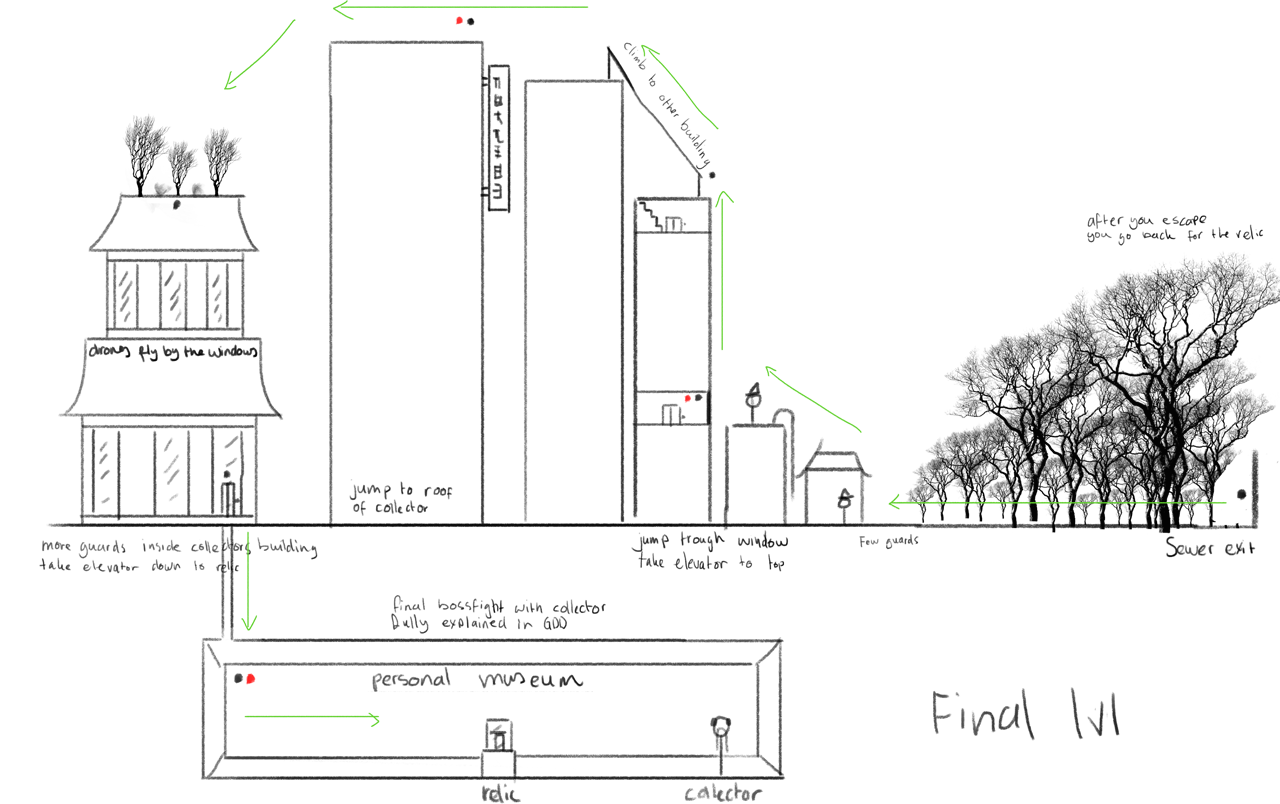 climb to other building
after you escape
you go back for the relic
drones fly by the windows
jump to roof
of collector
more guards inside collectors building
take elevator down to relic
jump trough window
take elevator to top
Few guards
Sewer exit
final bossfight with collector
fully explained in GDD
personal museum
relic
collector
Final lvl